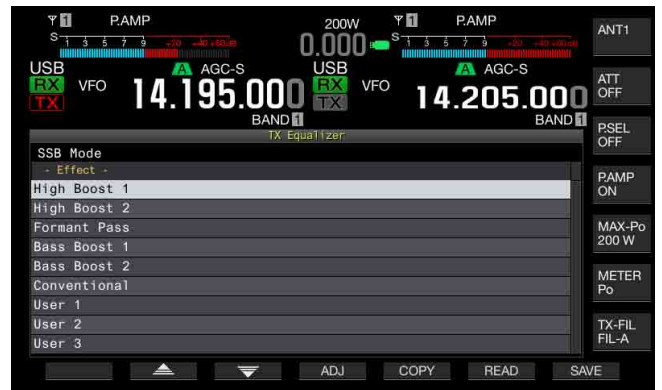 1 P.AMP 200W 1 P.AMP ANT1
S 1 3 5 7 9 +20 +40 +60dB 0.000 S 1 3 5 7 9 +20 +40 +60dB
USB A AGC-S USB A AGC-S
RX VFO 14.195.000 RX VFO 14.205.000 ATT
TX TX OFF
BAND 1 BAND 1
TX Equalizer P.SEL
OFF
SSB Mode
- Effect -
High Boost 1 P.AMP
ON
High Boost 2
Formant Pass
Bass Boost 1 MAX-Po
200 W
Bass Boost 2
Conventional METER
Po
User 1
User 2 TX-FIL
FIL-A
User 3
ADJ COPY READ SAVE